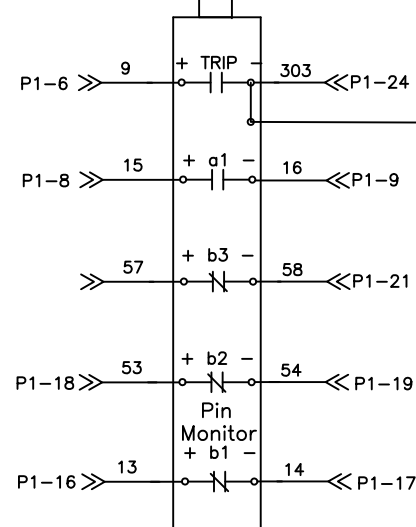 P1-6 9 + TRIP - 303 P1-24
P1-8 15 + a1 - 16 P1-9
57 + b3 - 58 P1-21
P1-18 53 + b2 - 54 P1-19
Pin
Monitor
P1-16 13 + b1 - 14 P1-17